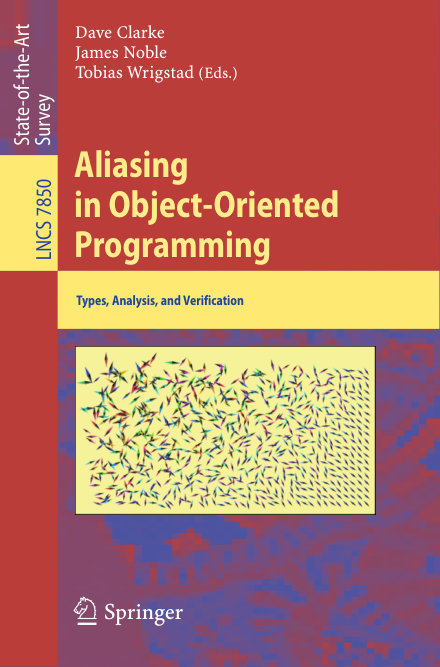 State-of-the-Art
Survey
LNCS 7850
Dave Clarke
James Noble
Tobias Wrigstad (Eds.)
Aliasing
in Object-Oriented
Programming
Types, Analysis, and Verification
Springer